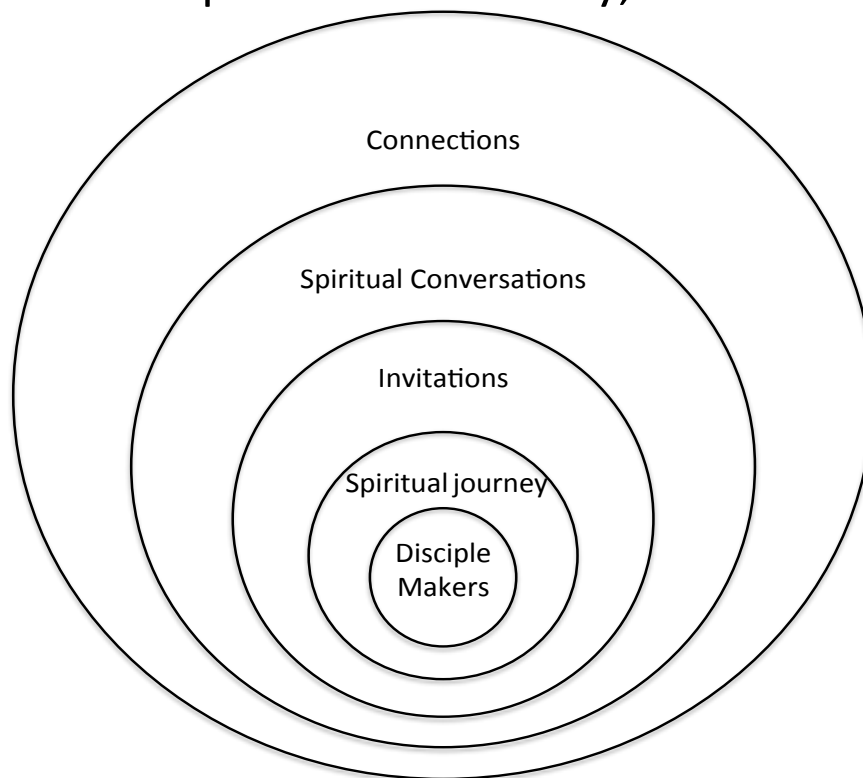 Connections
Spiritual Conversations
Invitations
Spiritual journey
Disciple
Makers